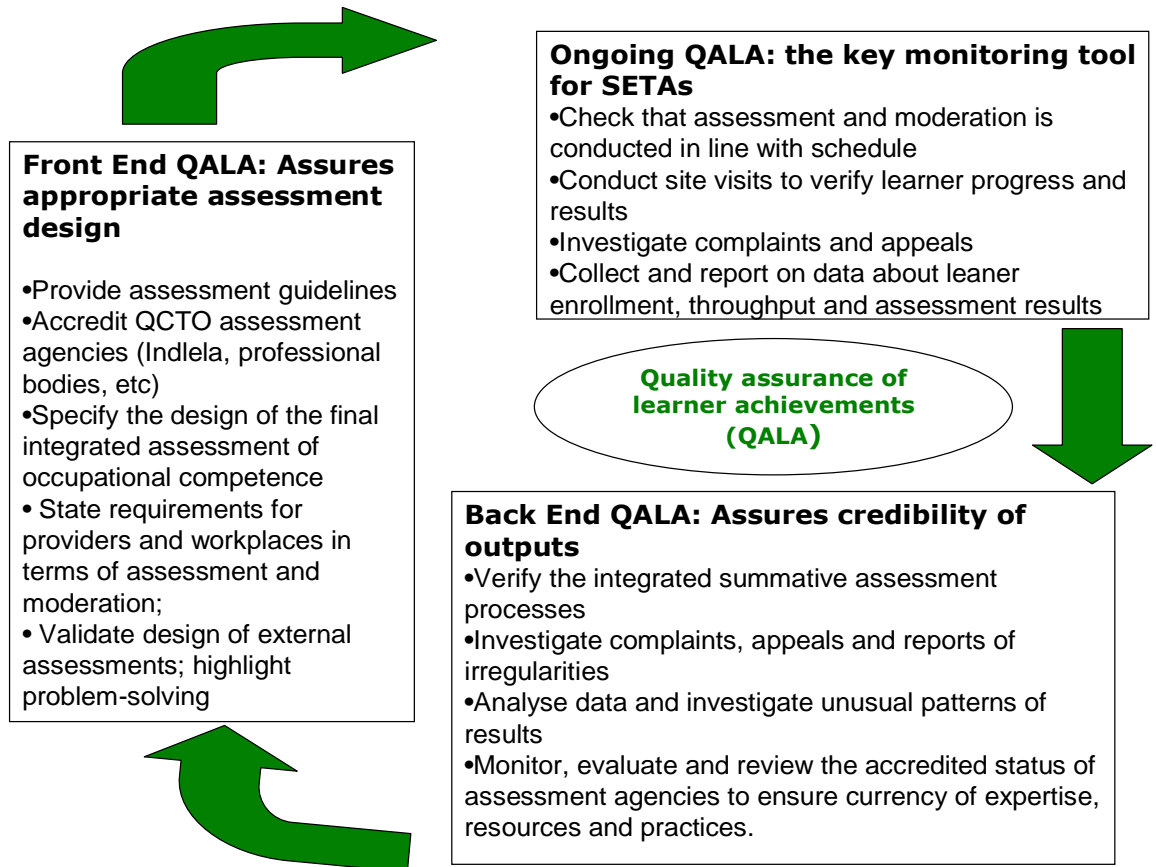 Front End QALA: Assures
appropriate assessment
design
•Provide assessment guidelines
•Accredit QCTO assessment
agencies (Indlela, professional
bodies, etc)
•Specify the design of the final
integrated assessment of
occupational competence
• State requirements for
providers and workplaces in
terms of assessment and
moderation;
• Validate design of external
assessments; highlight
problem-solving
Ongoing QALA: the key monitoring tool
for SETAs
•Check that assessment and moderation is
conducted in line with schedule
•Conduct site visits to verify learner progress and
results
•Investigate complaints and appeals
•Collect and report on data about leaner
enrollment, throughput and assessment results
Quality assurance of
learner achievements
(QALA)
Back End QALA: Assures credibility of
outputs
•Verify the integrated summative assessment
processes
•Investigate complaints, appeals and reports of
irregularities
•Analyse data and investigate unusual patterns of
results
•Monitor, evaluate and review the accredited status of
assessment agencies to ensure currency of expertise,
resources and practices.